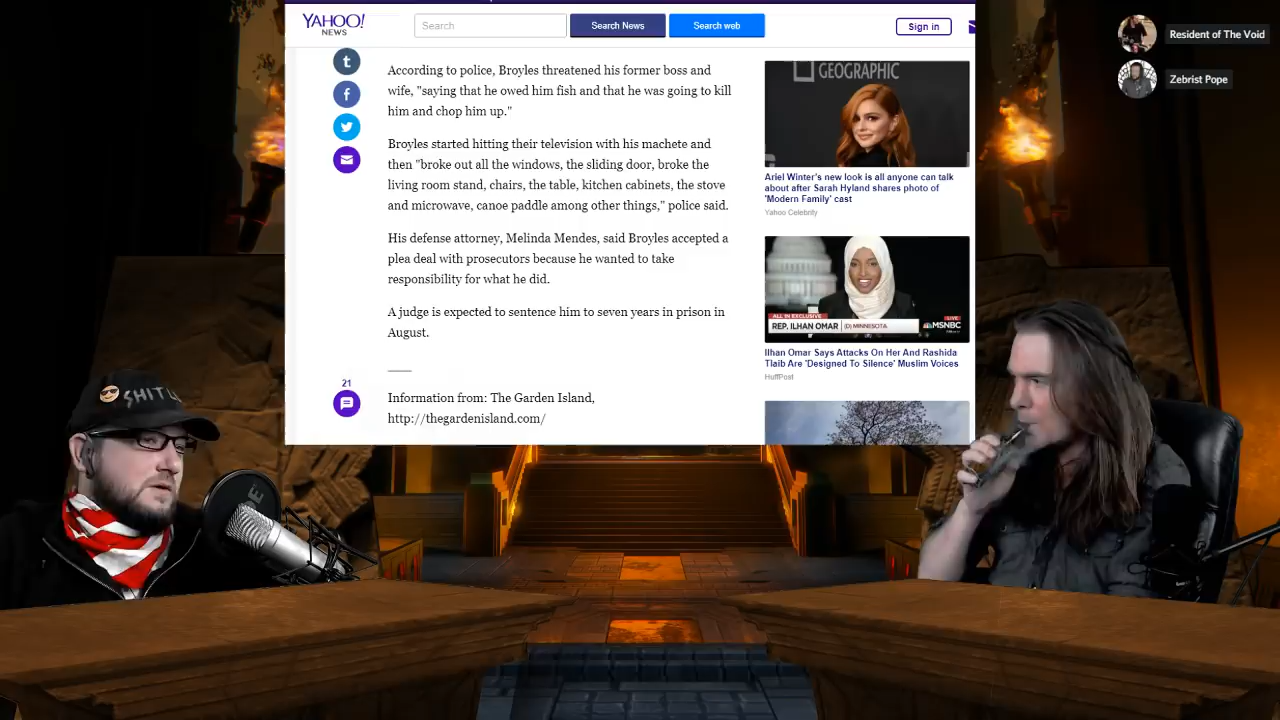 YAHOO!
NEWS
Search
Search News
Search web
Sign in
Resident of The Void
Zebrist Pope
According to police, Broyles threatened his former boss and
wife, "saying that he owed him fish and that he was going to kill
him and chop him up."
Broyles started hitting their television with his machete and
then "broke out all the windows, the sliding door, broke the
living room stand, chairs, the table, kitchen cabinets, the stove
and microwave, canoe paddle among other things," police said.
His defense attorney, Melinda Mendes, said Broyles accepted a
plea deal with prosecutors because he wanted to take
responsibility for what he did.
A judge is expected to sentence him to seven years in prison in
August.
21
Information from: The Garden Island,
http://thegardenisland.com/
GEOGRAPHIC
Ariel Winter's new look is all anyone can talk
about after Sarah Hyland shares photo of
'Modern Family' cast
Yahoo Celebrity
ALL IN EXCLUSIVE
REP. ILHAN OMAR (D) MINNESOTA
LIVE
MSNBC
Ilhan Omar Says Attacks On Her And Rashida
Tlaib Are 'Designed To Silence' Muslim Voices
HuffPost